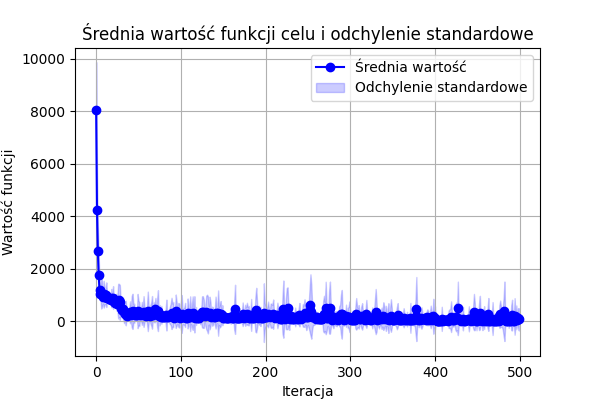 Średnia wartość funkcji celu i odchylenie standardowe
Średnia wartość
Odchylenie standardowe
Wartość funkcji
10000
8000
6000
4000
2000
0
0 100 200 300 400 500
Iteracja